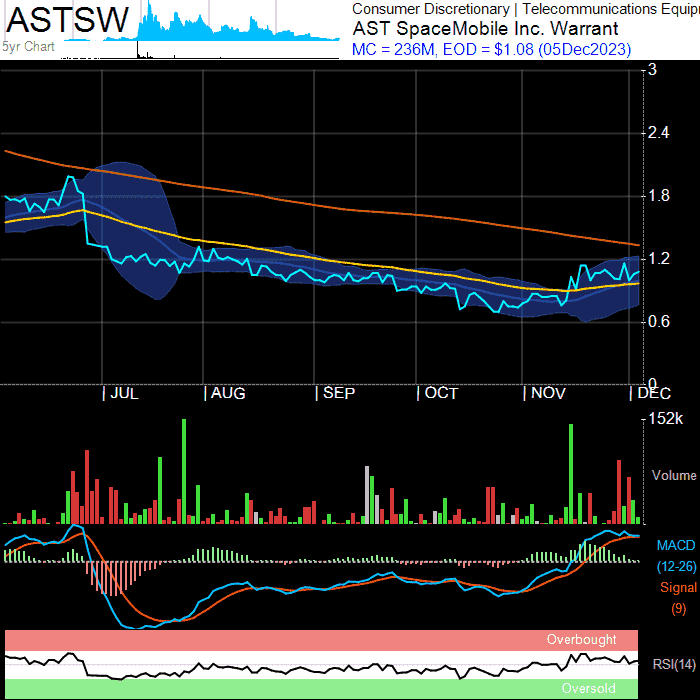 ASTSW
5yr Chart
Consumer Discretionary | Telecommunications Equip
AST SpaceMobile Inc. Warrant
MC = 236M, EOD = $1.08 (05Dec2023)
3
2.4
1.8
1.2
0.6
0
| JUL | AUG | SEP | OCT | NOV | DEC
152k
Volume
MACD
(12-26)
Signal
(9)
Overbought
RSI(14)
Oversold